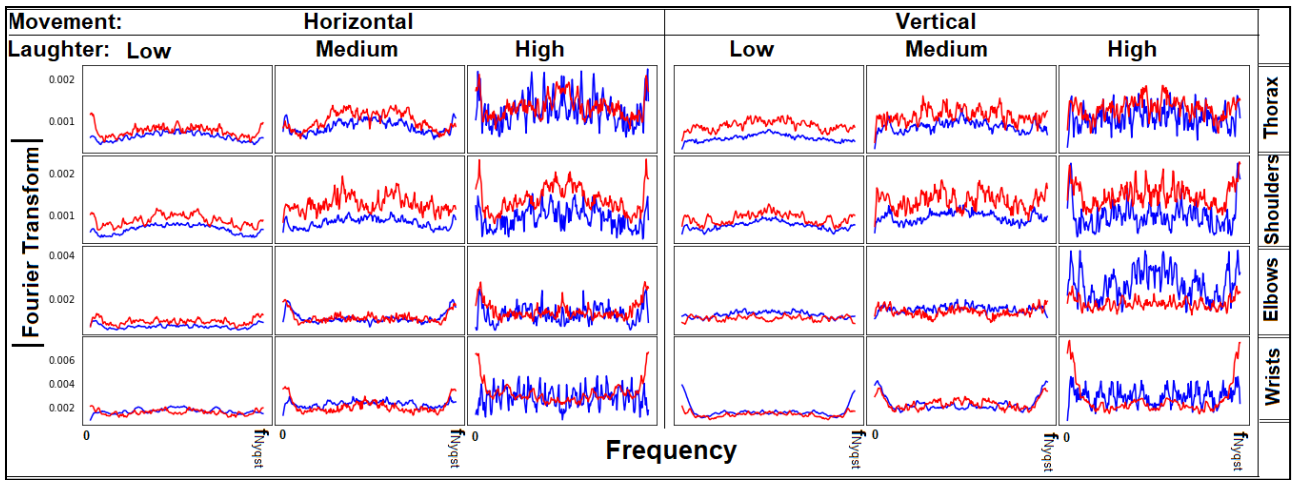 Movement: Horizontal Vertical
Laughter: Low Medium High Low Medium High
0.002
0.001
Thorax
0.002
0.001
Shoulders
0.004
0.002
Elbows
0.006
0.004
0.002
Wrists
|Fourier Transform|
0 fNyqst 0 fNyqst 0 fNyqst 0 fNyqst 0 fNyqst
Frequency